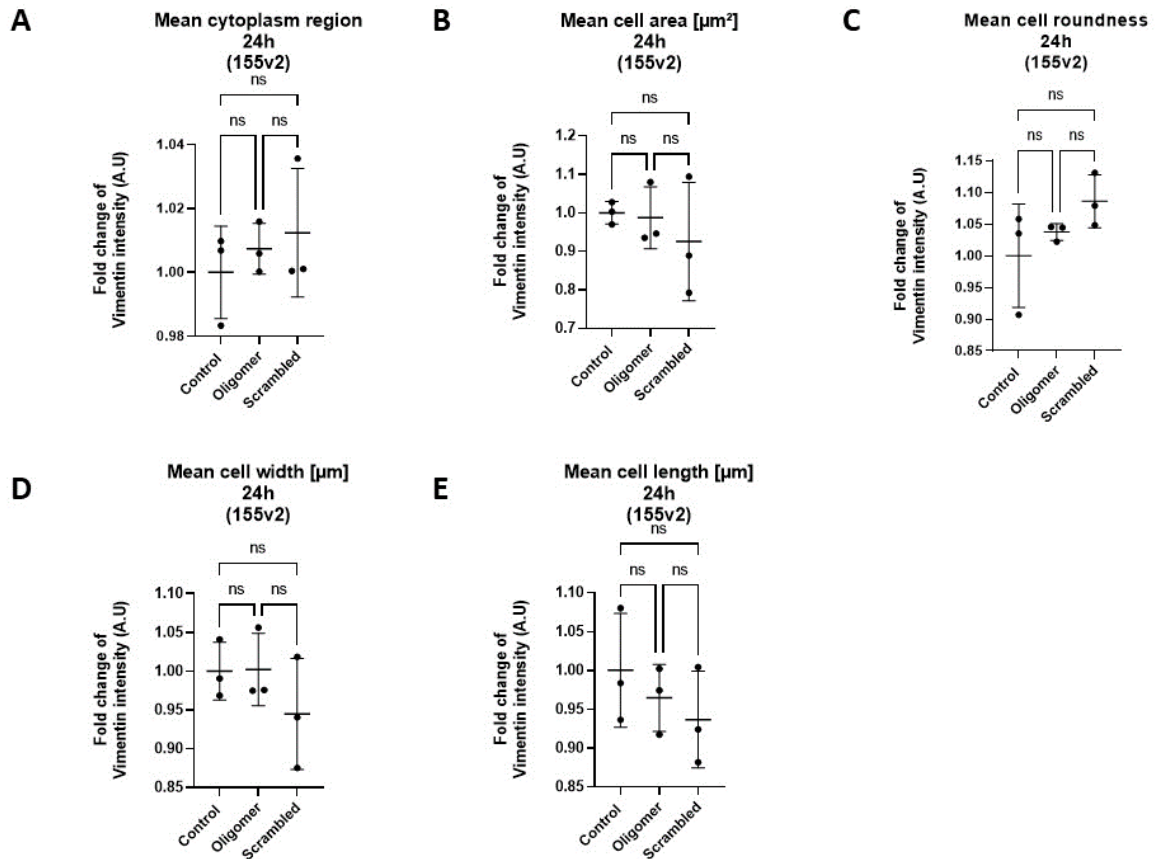 A
Mean cytoplasm region
24h
(155v2)
ns
ns
ns
Fold change of
Vimentin intensity (A.U)
1.04
1.02
1.00
0.98
Control
Oligomer
Scrambled
B
Mean cell area [µm²]
24h
(155v2)
ns
ns
ns
Fold change of
Vimentin intensity (A.U)
1.2
1.1
1.0
0.9
0.8
0.7
Control
Oligomer
Scrambled
C
Mean cell roundness
24h
(155v2)
ns
ns
ns
Fold change of
Vimentin intensity (A.U)
1.15
1.10
1.05
1.00
0.95
0.90
0.85
Control
Oligomer
Scrambled
D
Mean cell width [µm]
24h
(155v2)
ns
ns
ns
Fold change of
Vimentin intensity (A.U)
1.10
1.05
1.00
0.95
0.90
0.85
Control
Oligomer
Scrambled
E
Mean cell length [µm]
24h
(155v2)
ns
ns
ns
Fold change of
Vimentin intensity (A.U)
1.10
1.05
1.00
0.95
0.90
0.85
Control
Oligomer
Scrambled